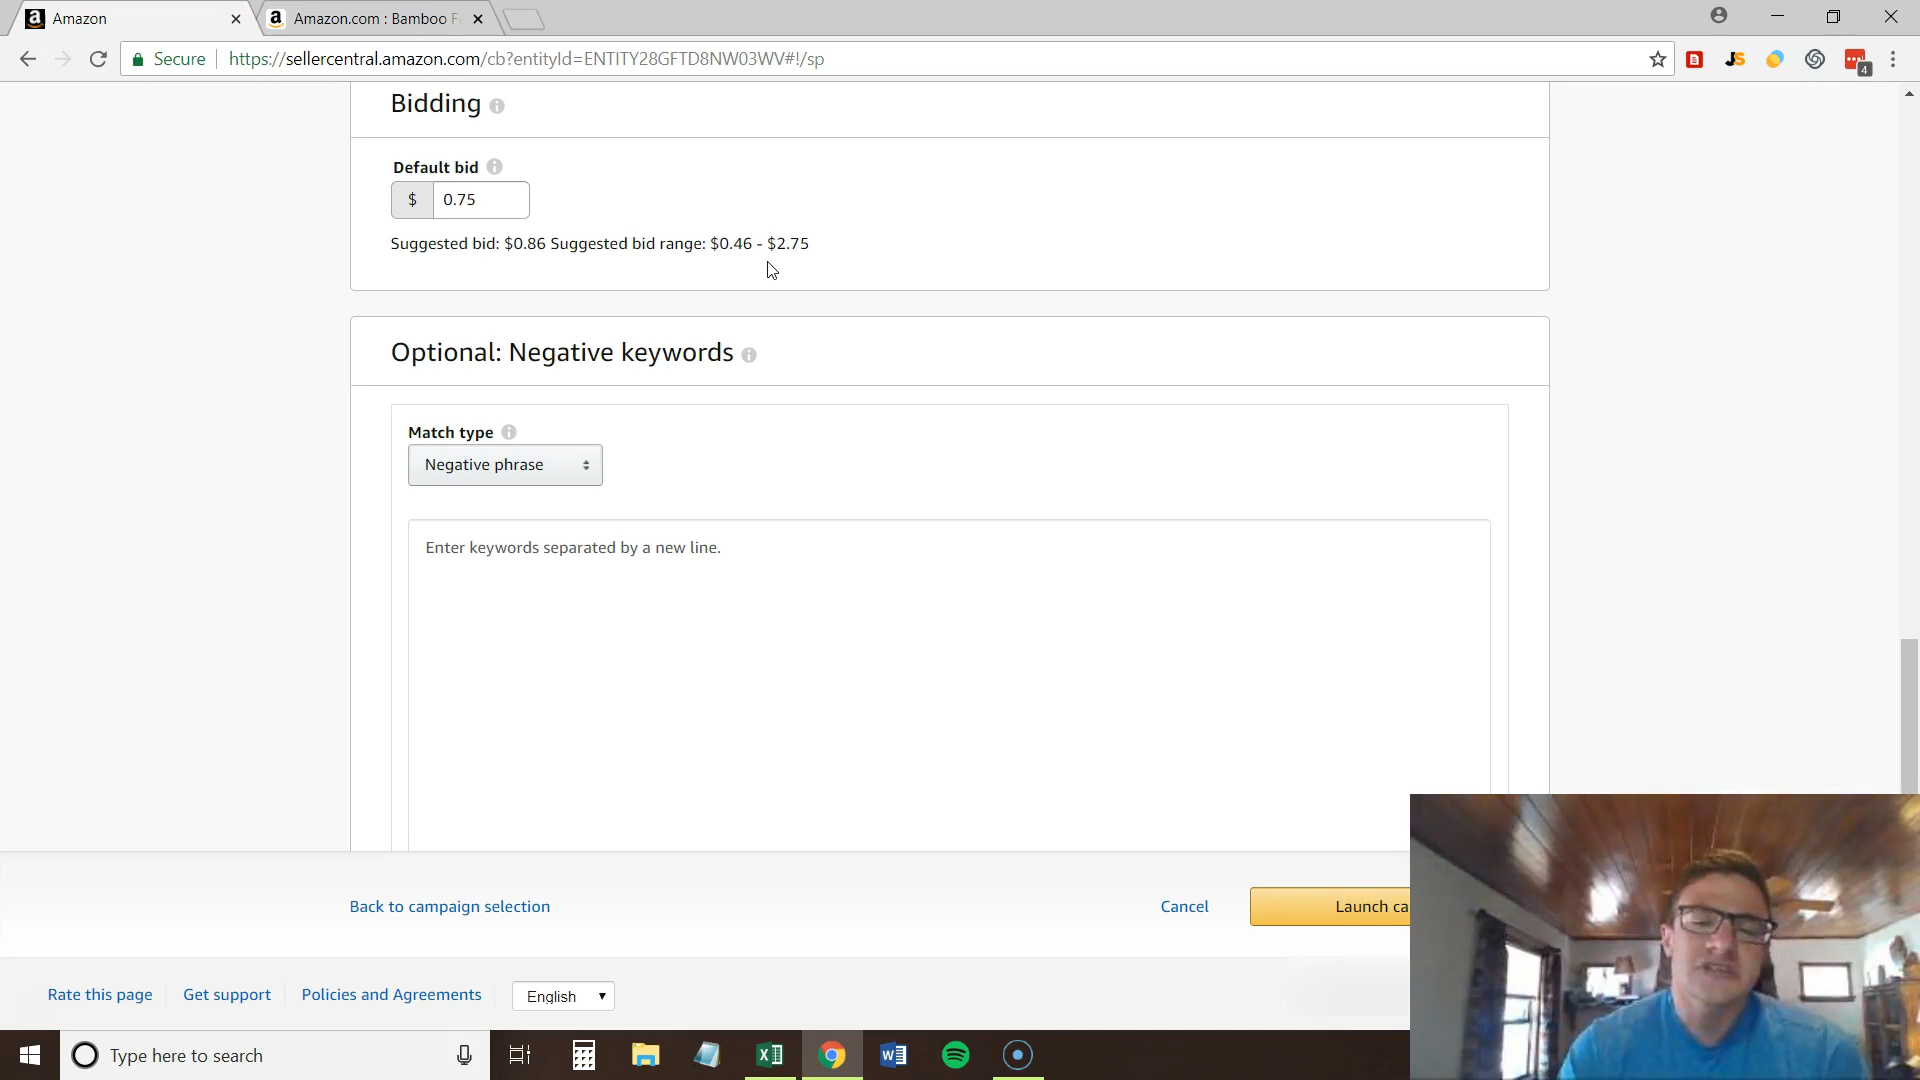 Amazon
Amazon.com : Bamboo F
Secure
https://sellercentral.amazon.com/cb?entityId=ENTITY28GFTD8NW03WV#!/sp
JS
4
Bidding
Default bid
$ 0.75
Suggested bid: $0.86 Suggested bid range: $0.46 - $2.75
Optional: Negative keywords
Match type
Negative phrase
Enter keywords separated by a new line.
Back to campaign selection
Cancel
Launch ca
Rate this page
Get support
Policies and Agreements
English
Type here to search